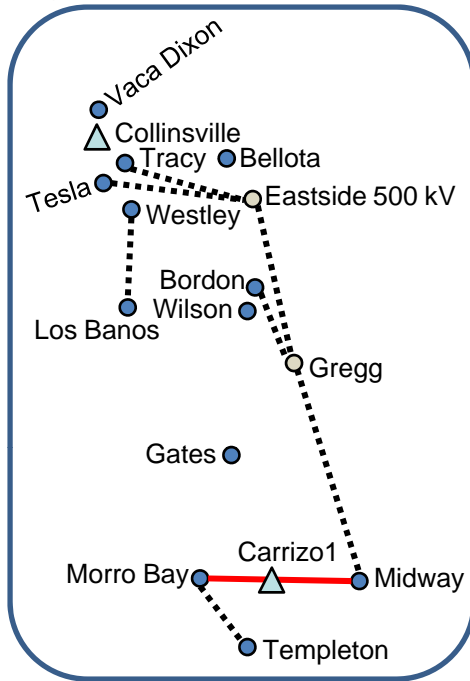 Vaca Dixon
Collinsville
Tracy
Bellota
Tesla
Eastside 500 kV
Westley
Bordon
Wilson
Los Banos
Gregg
Gates
Carrizo1
Morro Bay
Midway
Templeton